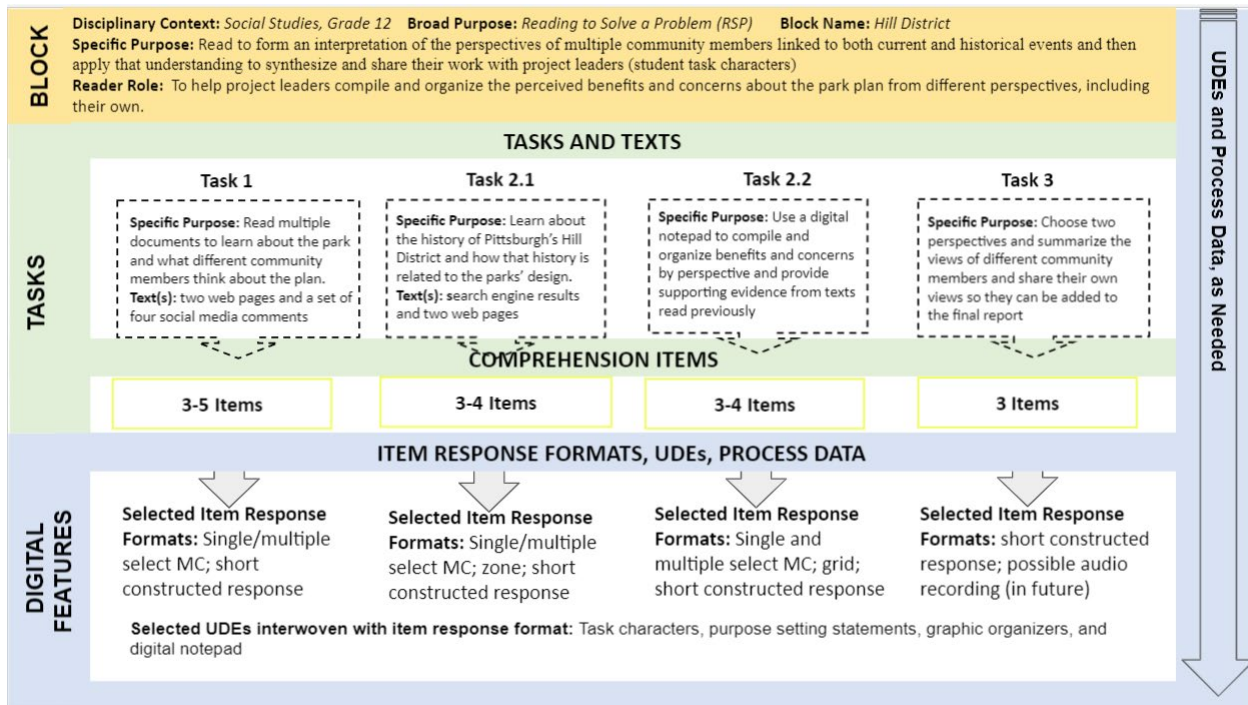 Disciplinary Context: Social Studies, Grade 12 Broad Purpose: Reading to Solve a Problem (RSP) Block Name: Hill District
Specific Purpose: Read to form an interpretation of the perspectives of multiple community members linked to both current and historical events and then
apply that understanding to synthesize and share their work with project leaders (student task characters)
Reader Role: To help project leaders compile and organize the perceived benefits and concerns about the park plan from different perspectives, including
their own.
BLOCK
UDEs and Process Data, as Needed
TASKS AND TEXTS
TASKS
Task 1
Specific Purpose: Read multiple
documents to learn about the park
and what different community
members think about the plan.
Text(s): two web pages and a set of
four social media comments
Task 2.1
Specific Purpose: Learn about
the history of Pittsburgh's Hill
District and how that history is
related to the parks' design.
Text(s): search engine results
and two web pages
Task 2.2
Specific Purpose: Use a digital
notepad to compile and
organize benefits and concerns
by perspective and provide
supporting evidence from texts
read previously
Task 3
Specific Purpose: Choose two
perspectives and summarize the
views of different community
members and share their own
views so they can be added to
the final report
COMPREHENSION ITEMS
3-5 Items
3-4 Items
3-4 Items
3 Items
ITEM RESPONSE FORMATS, UDEs, PROCESS DATA
DIGITAL
FEATURES
Selected Item Response
Formats: Single/multiple
select MC; short
constructed response
Selected Item Response
Formats: Single/multiple
select MC; zone; short
constructed response
Selected Item Response
Formats: Single and
multiple select MC; grid;
short constructed response
Selected Item Response
Formats: short constructed
response; possible audio
recording (in future)
Selected UDEs interwoven with item response format: Task characters, purpose setting statements, graphic organizers, and
digital notepad